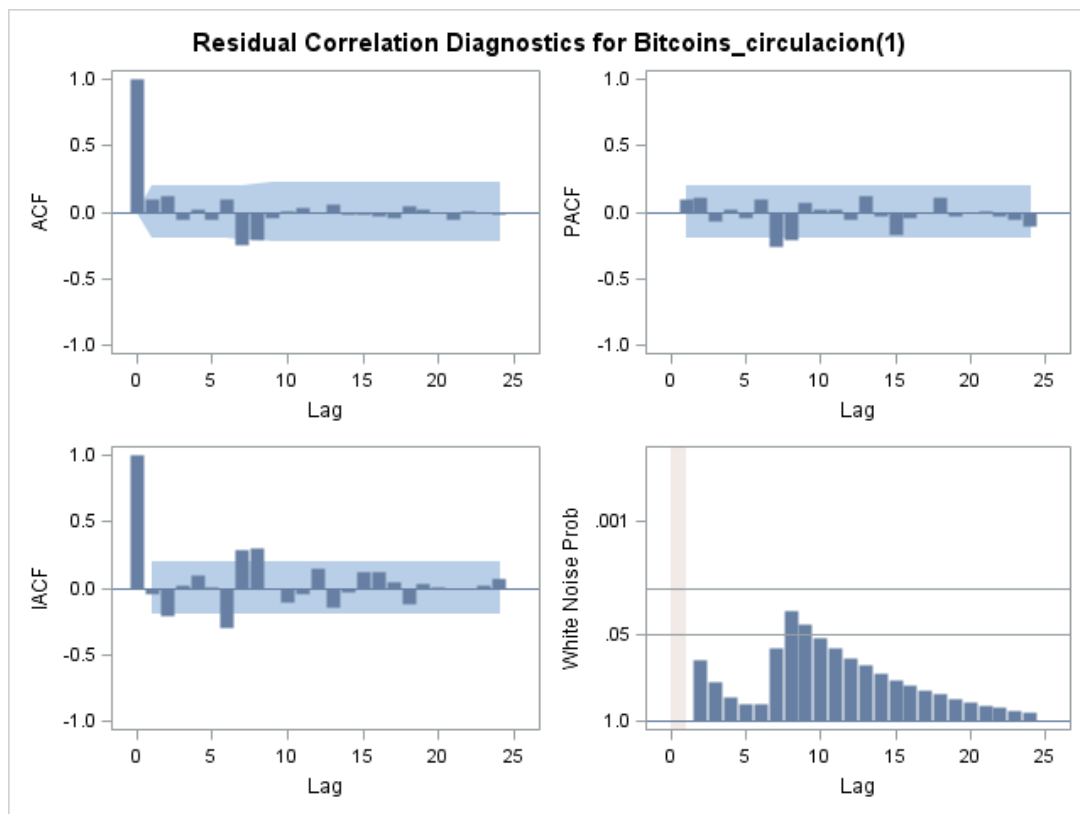 Residual Correlation Diagnostics for Bitcoins_circulacion(1)
1.0
0.5
0.0
-0.5
-1.0
ACF
0 5 10 15 20 25
Lag
1.0
0.5
0.0
-0.5
-1.0
PACF
0 5 10 15 20 25
Lag
1.0
0.5
0.0
-0.5
-1.0
IACF
0 5 10 15 20 25
Lag
.001
.05
1.0
White Noise Prob
0 5 10 15 20 25
Lag